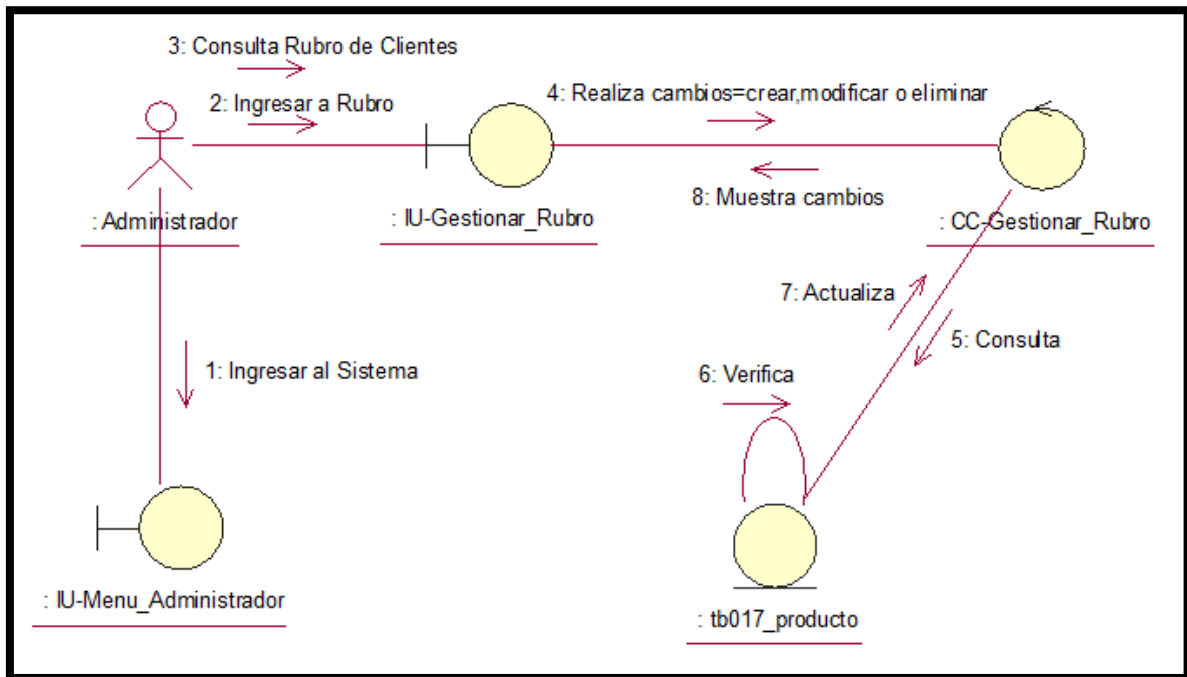 3: Consulta Rubro de Clientes
2: Ingresar a Rubro
4: Realiza cambios=crear,modificar o eliminar
8: Muestra cambios
: Administrador
: IU-Gestionar_Rubro
: CC-Gestionar_Rubro
7: Actualiza
5: Consulta
1: Ingresar al Sistema
6: Verifica
: IU-Menu_Administrador
: tb017_producto